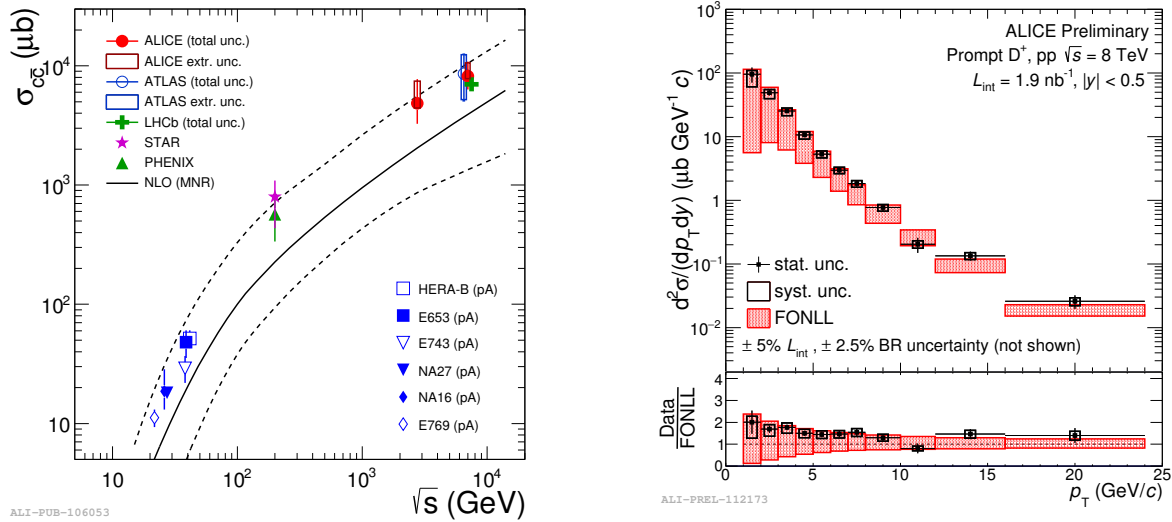 σcc̄ (μb)
10⁴
10³
10²
10
ALICE (total unc.)
ALICE extr. unc.
ATLAS (total unc.)
ATLAS extr. unc.
LHCb (total unc.)
STAR
PHENIX
NLO (MNR)
HERA-B (pA)
E653 (pA)
E743 (pA)
NA27 (pA)
NA16 (pA)
E769 (pA)
10 10² 10³ 10⁴
√s (GeV)
ALI-PUB-106053
d²σ/(dp_T dy) (μb GeV⁻¹ c)
10³
10²
10
1
10⁻¹
10⁻²
ALICE Preliminary
Prompt D⁺, pp √s = 8 TeV
L_int = 1.9 nb⁻¹, |y| < 0.5
stat. unc.
syst. unc.
FONLL
± 5% L_int , ± 2.5% BR uncertainty (not shown)
Data
FONLL
4
3
2
1
0
0 5 10 15 20 25
p_T (GeV/c)
ALI-PREL-112173